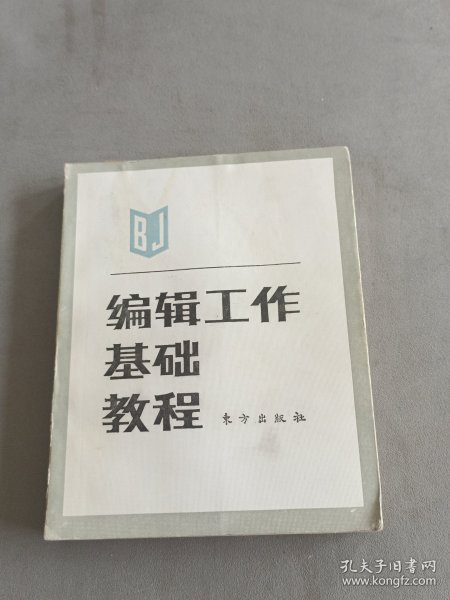 BJ
编辑工作
基础
教程 东方出版社
孔夫子旧书网
www.kongfz.com